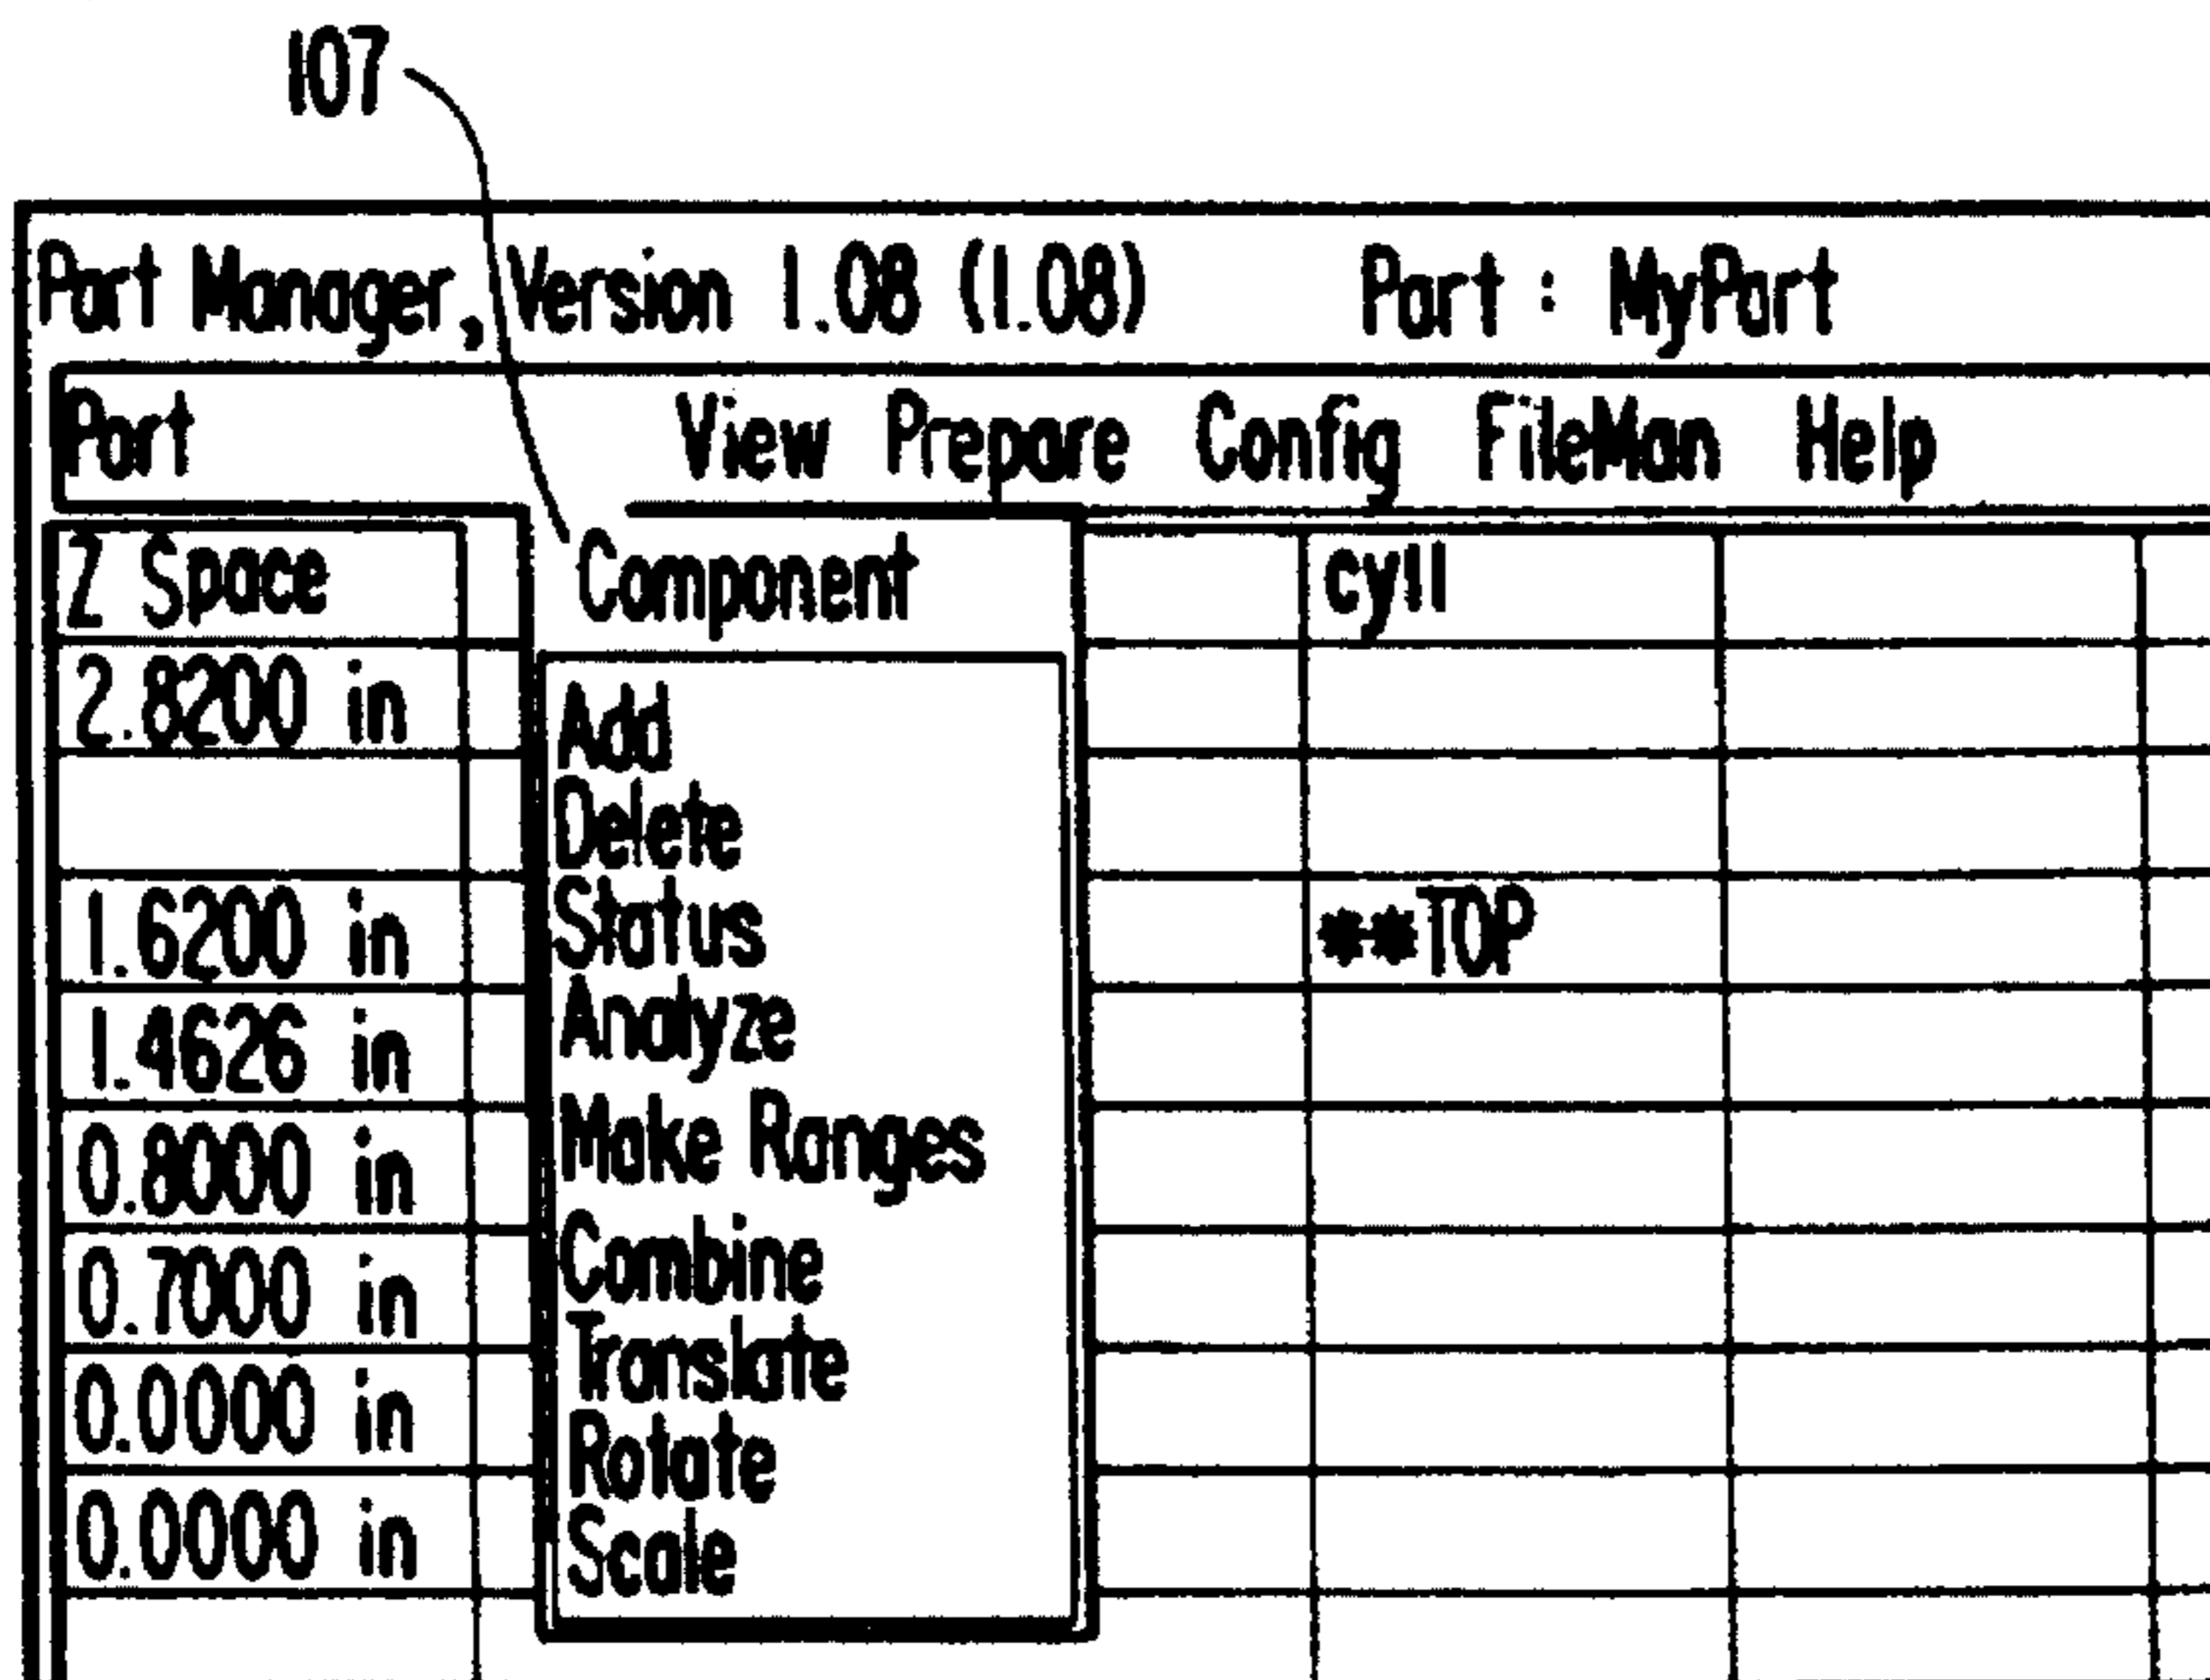 107
Part Manager, Version 1.08 (1.08) Part : MyPart
Part View Prepare Config FileMan Help
Z Space Component cyl1
2.8200 in
Add
Delete
1.6200 in Status **TOP
1.4626 in Analyze
0.8000 in Make Ranges
0.7000 in Combine
Translate
0.0000 in
Rotate
0.0000 in Scale